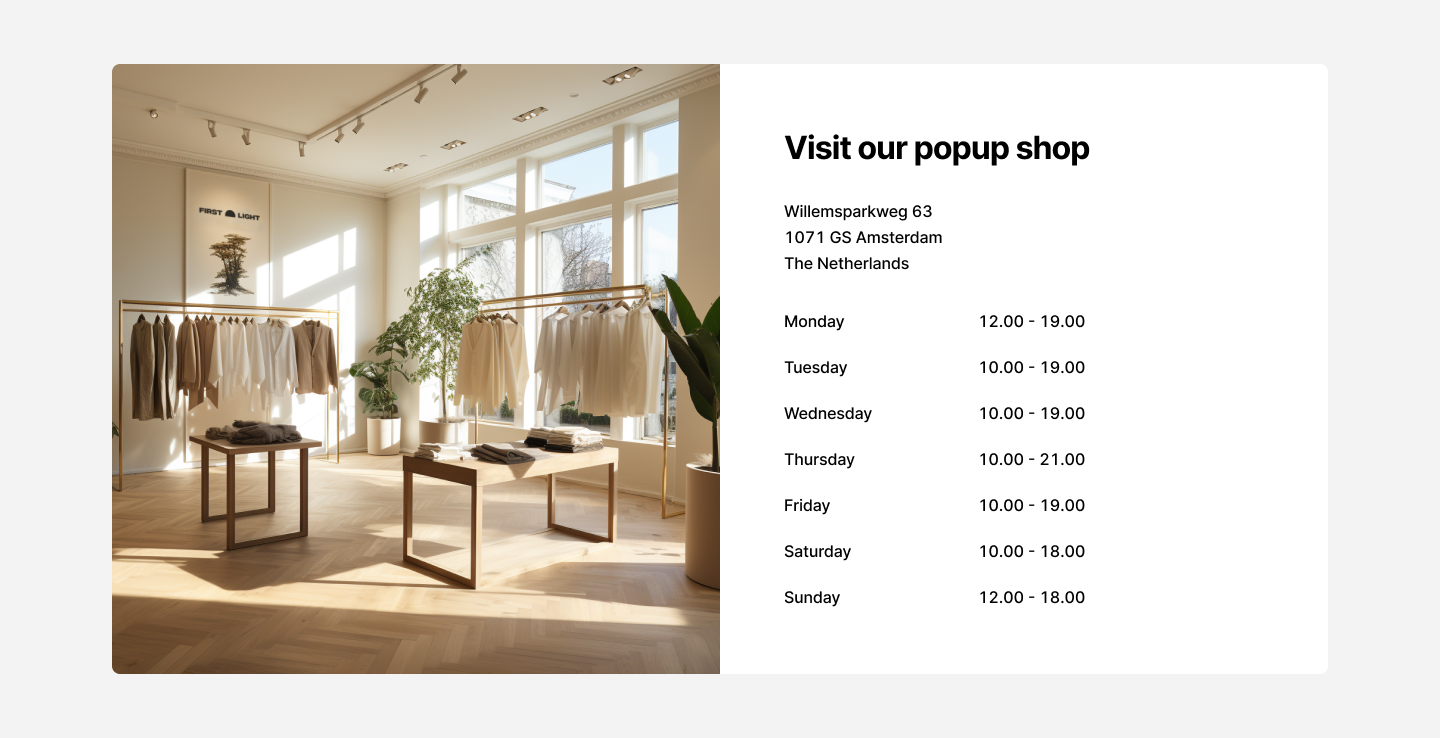 FIRST LIGHT
Visit our popup shop
Willemsparkweg 63
1071 GS Amsterdam
The Netherlands
Monday 12.00 - 19.00
Tuesday 10.00 - 19.00
Wednesday 10.00 - 19.00
Thursday 10.00 - 21.00
Friday 10.00 - 19.00
Saturday 10.00 - 18.00
Sunday 12.00 - 18.00